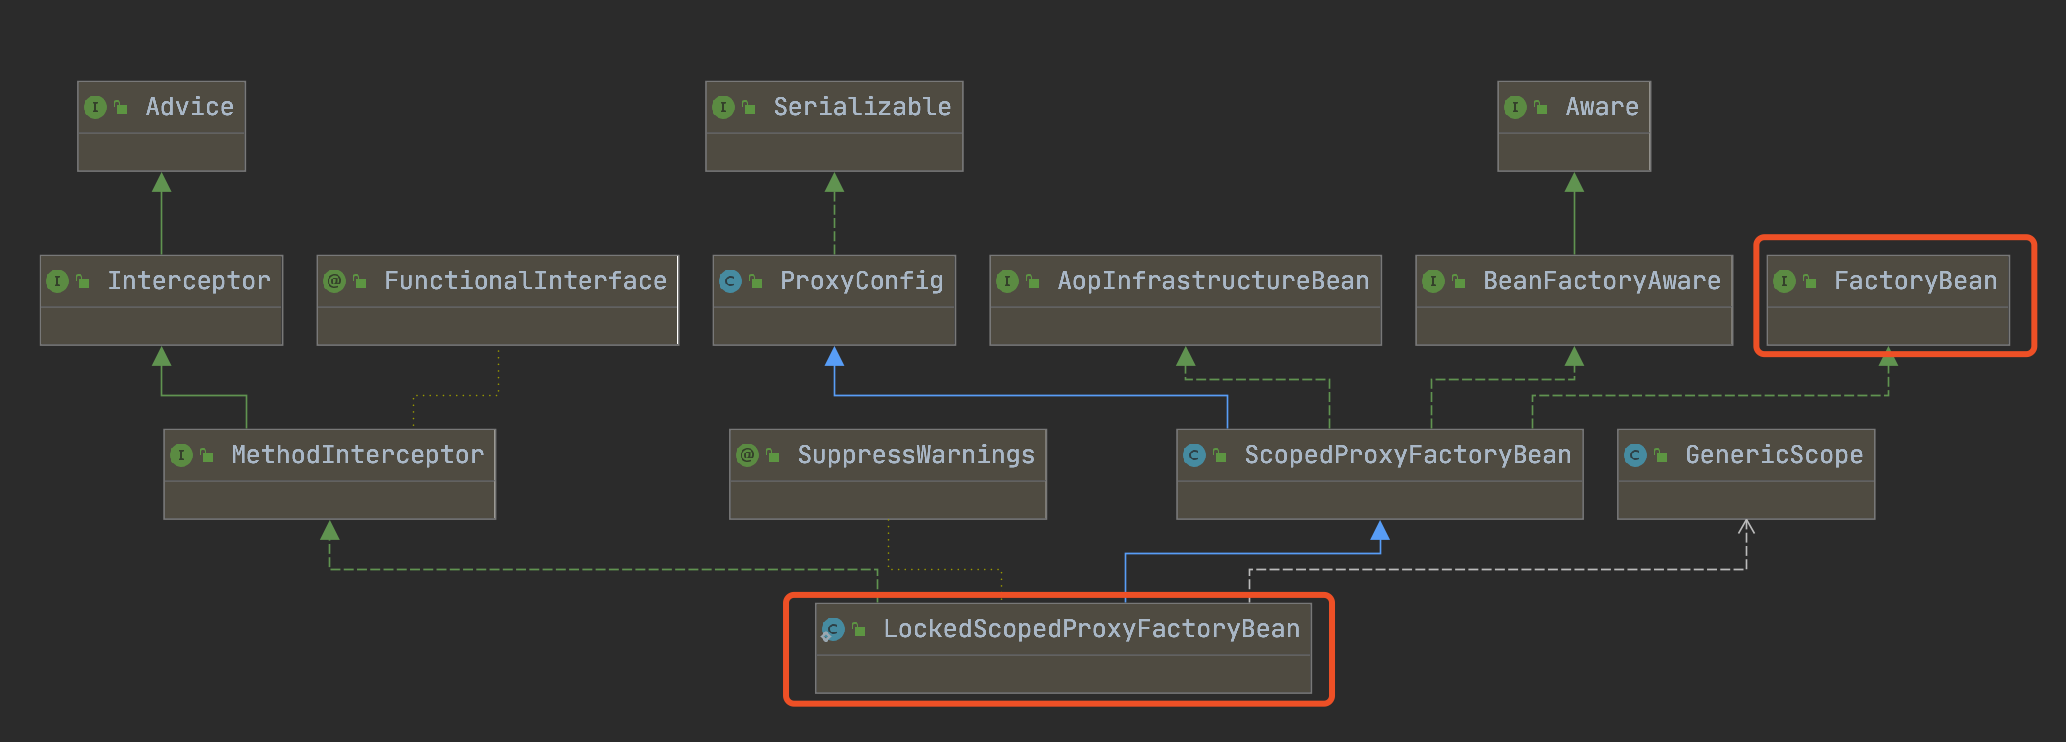 Advice
Serializable
Aware
Interceptor
FunctionalInterface
ProxyConfig
AopInfrastructureBean
BeanFactoryAware
FactoryBean
MethodInterceptor
SuppressWarnings
ScopedProxyFactoryBean
GenericScope
LockedScopedProxyFactoryBean